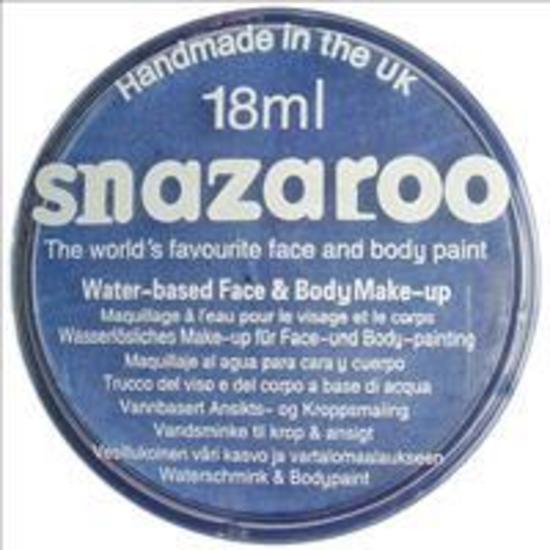 Handmade in the UK
18ml
snazaroo
The world's favourite face and body paint
Water-based Face & Body Make-up
Maquillage à l'eau pour le visage et le corps
Wasserlösliches Make-up für Face-und Body-painting
Maquillaje al agua para cara y cuerpo
Trucco del viso e del corpo a base di acqua
Vannbasert Ansikts- og Kroppsmaling
Vandsminke til krop & ansigt
Vesiliukoinen väri kasvo ja vartalomaalaukseen
Waterschmink & Bodypaint